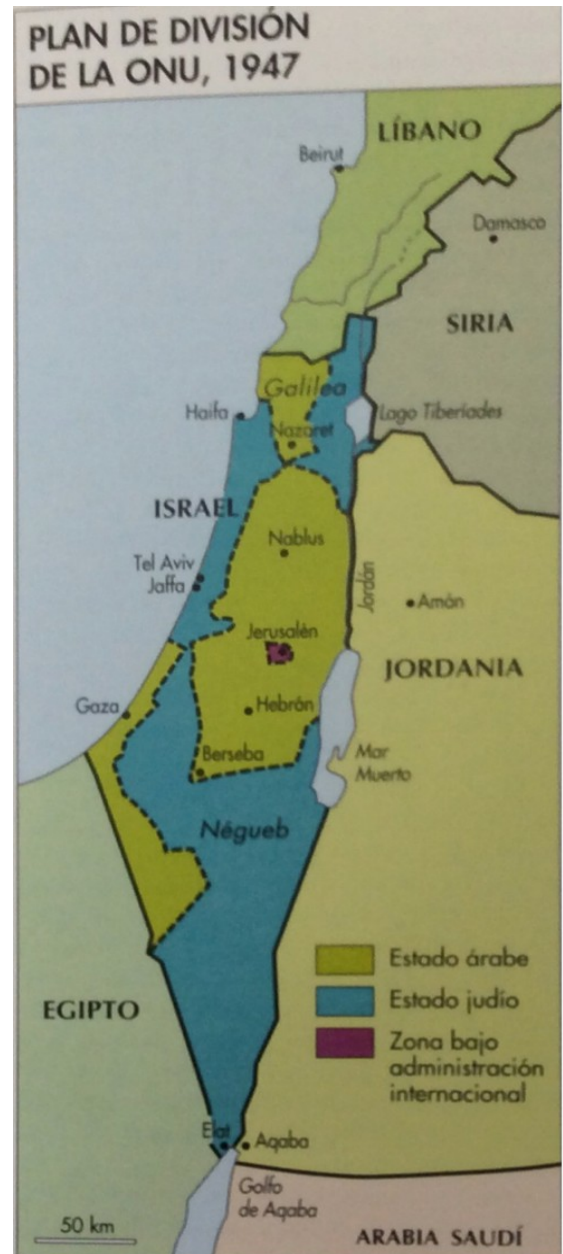 PLAN DE DIVISIÓN
DE LA ONU, 1947
LÍBANO
Beirut
Damasco
SIRIA
Galilea
Haifa
Lago Tiberíades
Nazaret
ISRAEL
Nablus
Tel Aviv
Jaffa
Jordán
Amán
Jerusalén
JORDANIA
Gaza
Hebrón
Berseba
Mar
Muerto
Négueb
Estado árabe
Estado judío
Zona bajo
administración
internacional
EGIPTO
Elat
Aqaba
Golfo
de Aqaba
50 km
ARABIA SAUDÍ